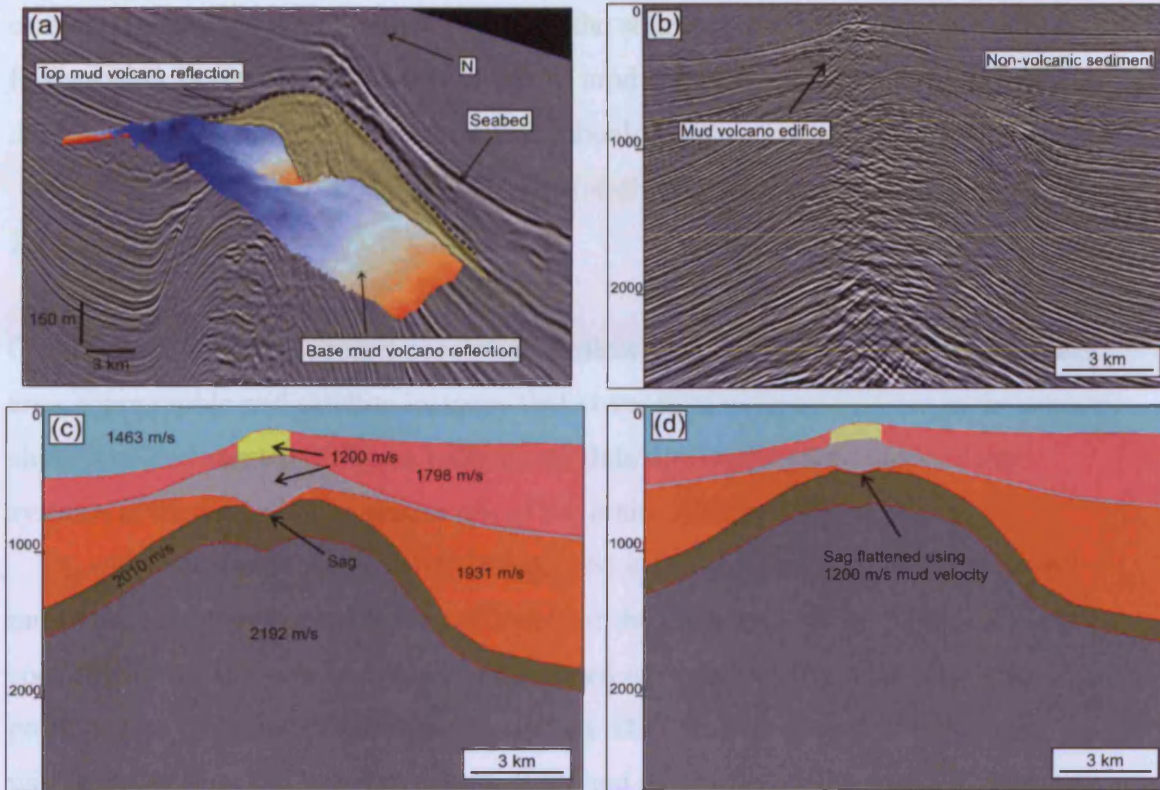 (a)
N
Top mud volcano reflection
Seabed
150 m
3 km
Base mud volcano reflection
(b)
0
Non-volcanic sediment
Mud volcano edifice
1000
2000
3 km
(c)
0
1463 m/s
1200 m/s
1798 m/s
1000
Sag
2010 m/s
1931 m/s
2192 m/s
2000
3 km
(d)
0
1000
Sag flattened using
1200 m/s mud velocity
2000
3 km